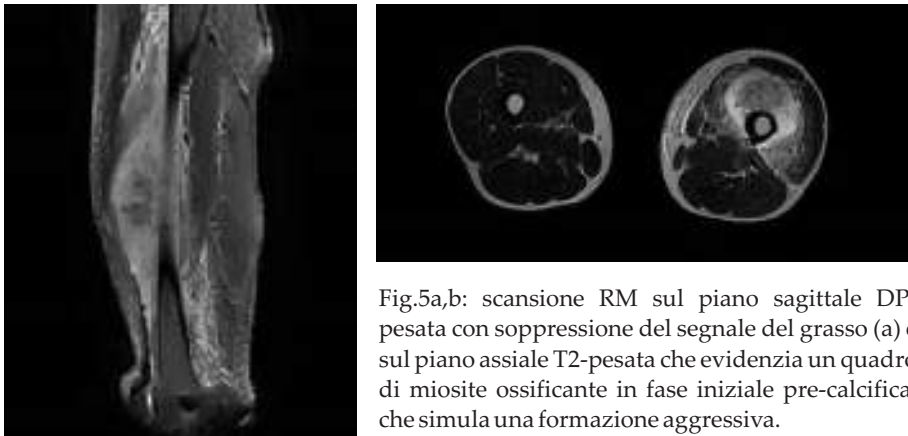 Fig.5a,b: scansione RM sul piano sagittale DP
pesata con soppressione del segnale del grasso (a) e
sul piano assiale T2-pesata che evidenzia un quadro
di miosite ossificante in fase iniziale pre-calcifica,
che simula una formazione aggressiva.